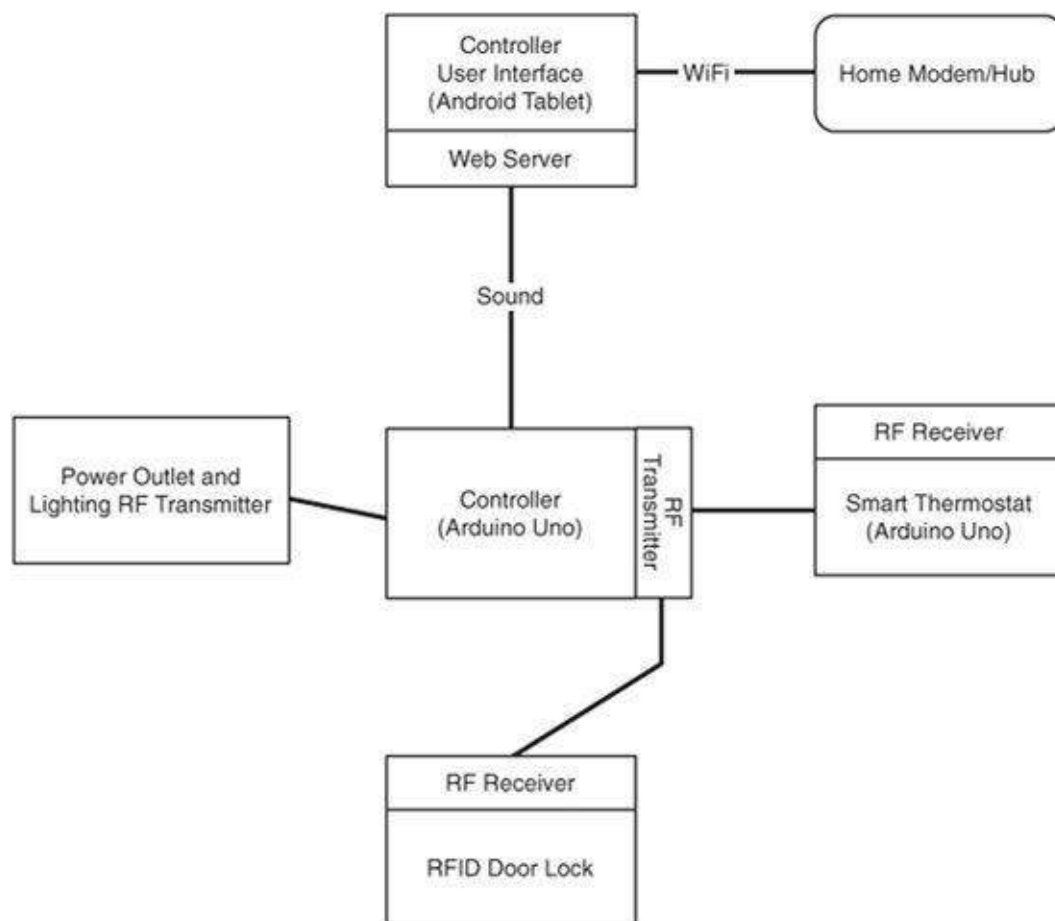 Controller
User Interface
(Android Tablet)
WiFi
Home Modem/Hub
Web Server
Sound
Power Outlet and
Lighting RF Transmitter
Controller
(Arduino Uno)
RF
Transmitter
RF Receiver
Smart Thermostat
(Arduino Uno)
RF Receiver
RFID Door Lock